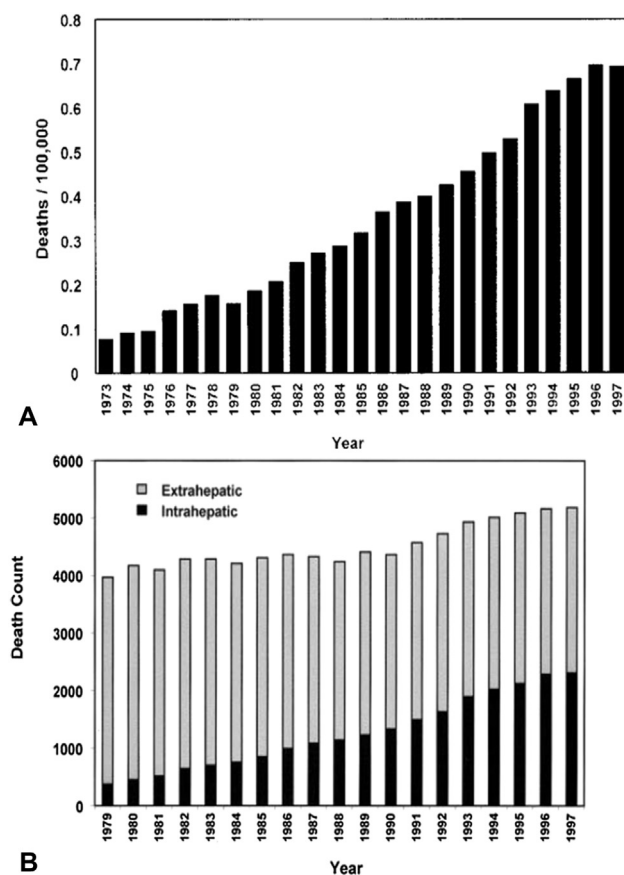 0.8
0.7
0.6
0.5
0.4
0.3
0.2
0.1
0
Deaths / 100,000
1973 1974 1975 1976 1977 1978 1979 1980 1981 1982 1983 1984 1985 1986 1987 1988 1989 1990 1991 1992 1993 1994 1995 1996 1997
A
Year
6000
5000
4000
3000
2000
1000
0
Death Count
Extrahepatic
Intrahepatic
1979 1980 1981 1982 1983 1984 1985 1986 1987 1988 1989 1990 1991 1992 1993 1994 1995 1996 1997
B
Year